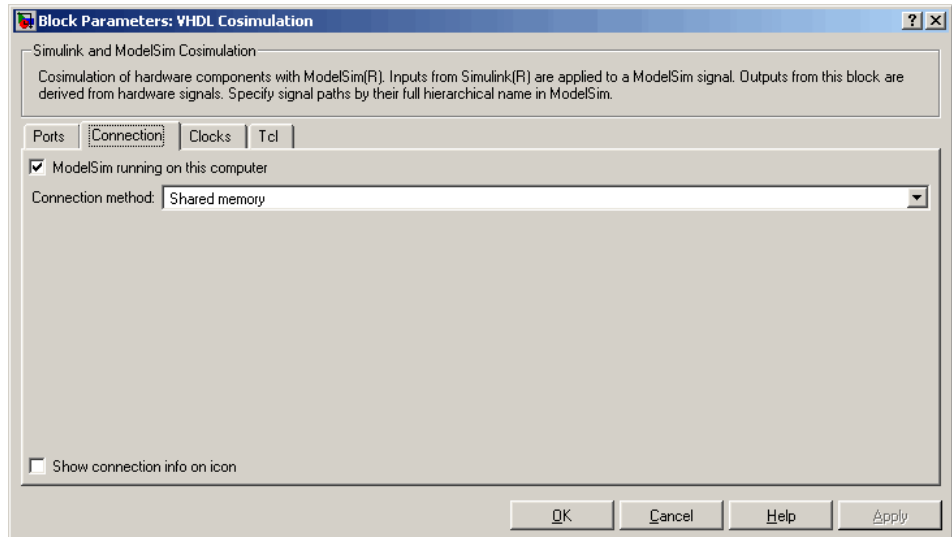 Block Parameters: VHDL Cosimulation
Simulink and ModelSim Cosimulation
Cosimulation of hardware components with ModelSim(R). Inputs from Simulink(R) are applied to a ModelSim signal. Outputs from this block are
derived from hardware signals. Specify signal paths by their full hierarchical name in ModelSim.
Ports Connection Clocks Tcl
ModelSim running on this computer
Connection method: Shared memory
Show connection info on icon
OK Cancel Help Apply